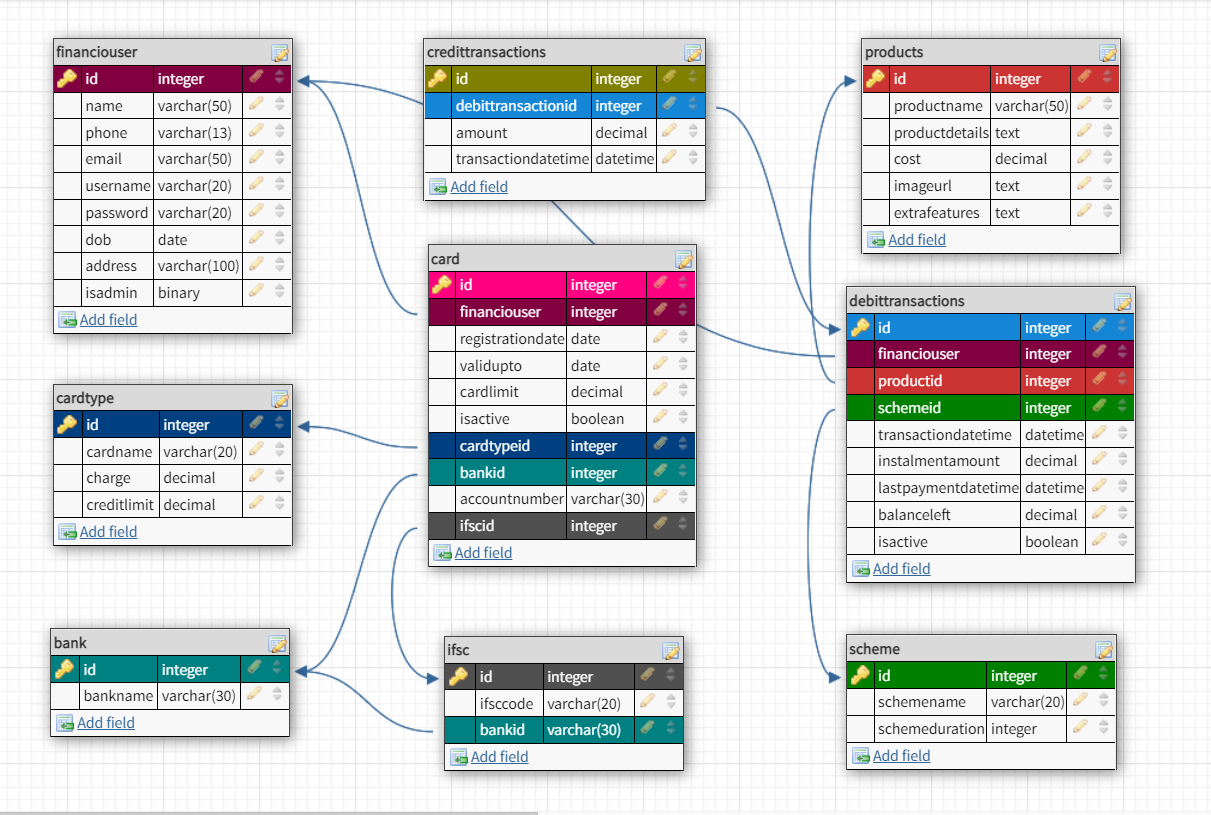 financiouser
id integer
name varchar(50)
phone varchar(13)
email varchar(50)
username varchar(20)
password varchar(20)
dob date
address varchar(100)
isadmin binary
Add field
credittransactions
id integer
debittransactionid integer
amount decimal
transactiondatetime datetime
Add field
products
id integer
productname varchar(50)
productdetails text
cost decimal
imageurl text
extrafeatures text
Add field
card
id integer
financiouser integer
registrationdate date
validupto date
cardlimit decimal
isactive boolean
cardtypeid integer
bankid integer
accountnumber varchar(30)
ifscid integer
Add field
debittransactions
id integer
financiouser integer
productid integer
schemeid integer
transactiondatetime datetime
instalmentamount decimal
lastpaymentdatetime datetime
balanceleft decimal
isactive boolean
Add field
cardtype
id integer
cardname varchar(20)
charge decimal
creditlimit decimal
Add field
bank
id integer
bankname varchar(30)
Add field
ifsc
id integer
ifsccode varchar(20)
bankid varchar(30)
Add field
scheme
id integer
schemename varchar(20)
schemeduration integer
Add field